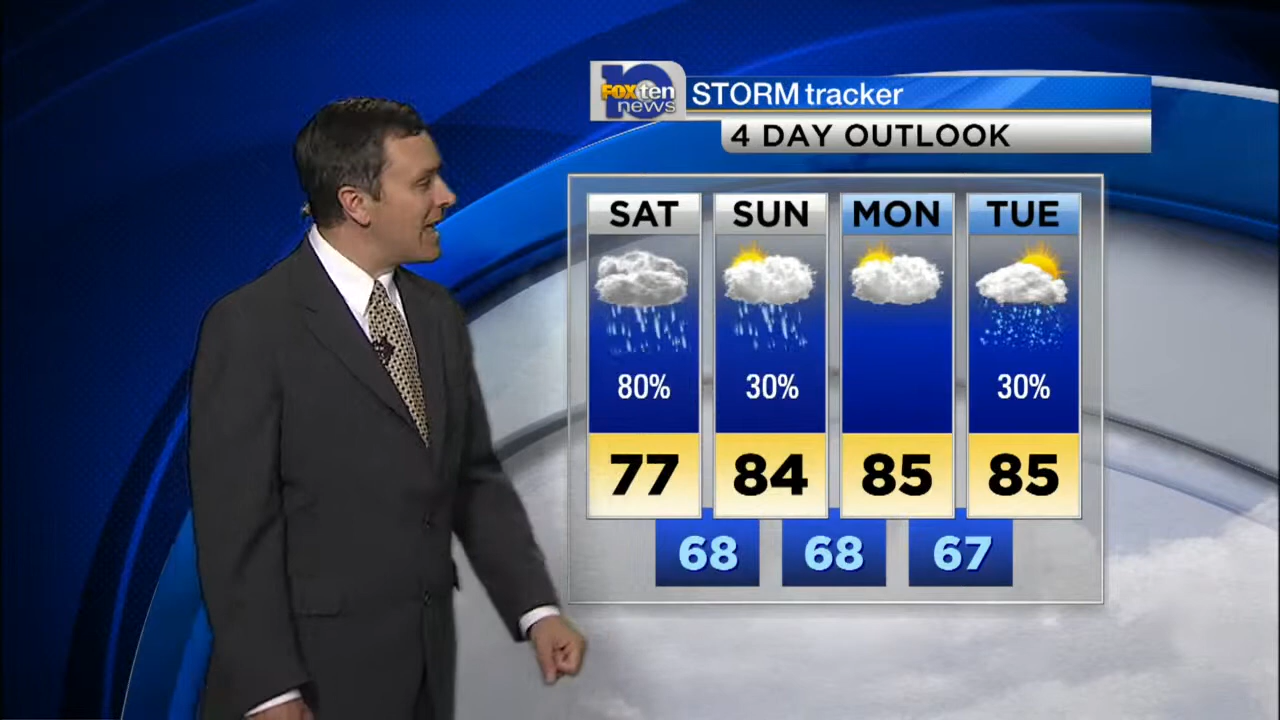 10
FOX ten
news
STORM tracker
4 DAY OUTLOOK
SAT SUN MON TUE
80% 30% 30%
77 84 85 85
68 68 67